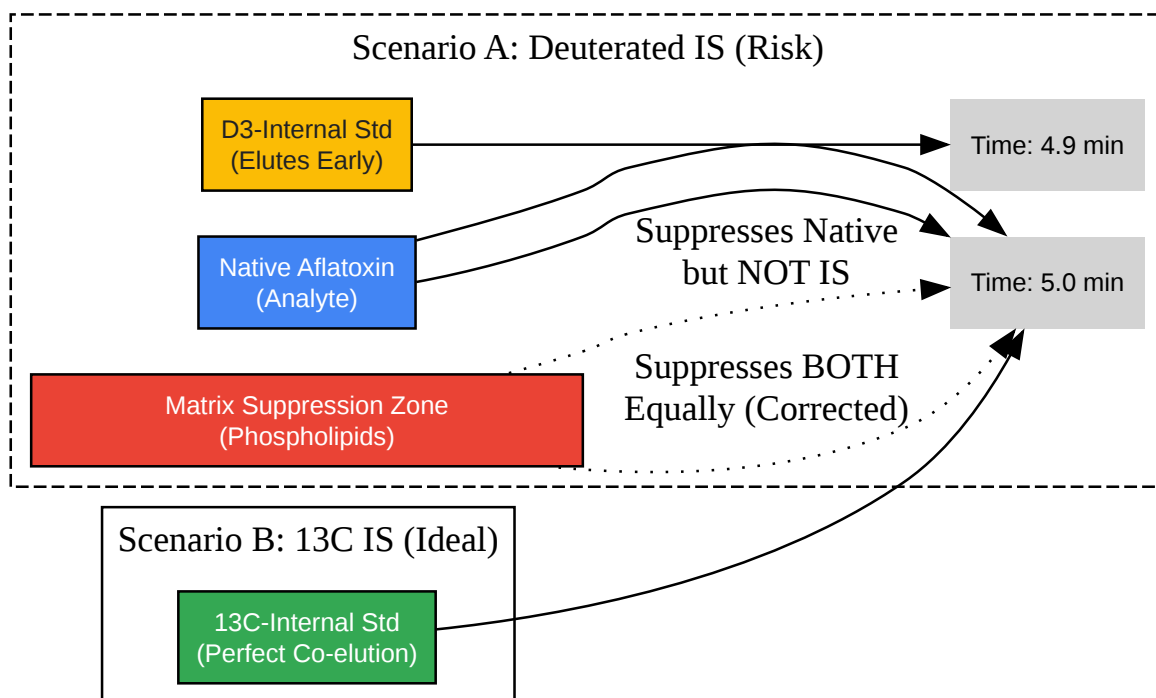 Scenario A: Deuterated IS (Risk)
D3-Internal Std
(Elutes Early)
Time: 4.9 min
Native Aflatoxin
(Analyte)
Suppresses Native
but NOT IS
Time: 5.0 min
Matrix Suppression Zone
(Phospholipids)
Suppresses BOTH
Equally (Corrected)
Scenario B: 13C IS (Ideal)
13C-Internal Std
(Perfect Co-elution)